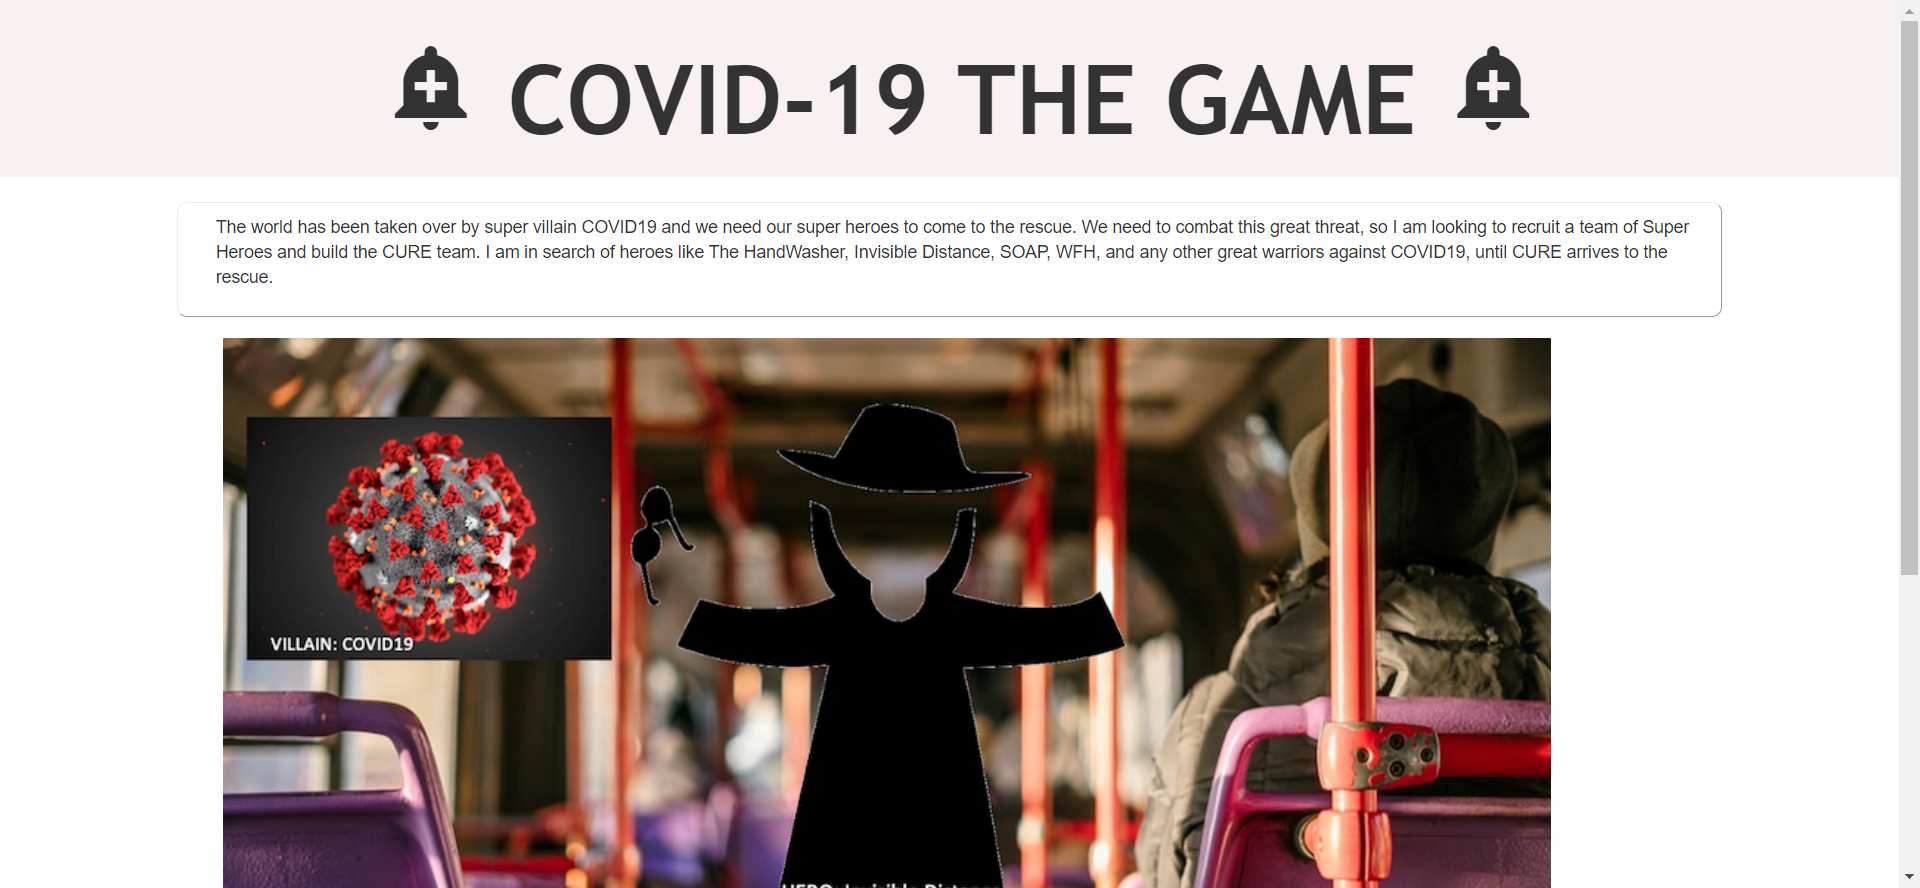 COVID-19 THE GAME
The world has been taken over by super villain COVID19 and we need our super heroes to come to the rescue. We need to combat this great threat, so I am looking to recruit a team of Super
Heroes and build the CURE team. I am in search of heroes like The HandWasher, Invisible Distance, SOAP, WFH, and any other great warriors against COVID19, until CURE arrives to the
rescue.
VILLAIN: COVID19
HERO: Invisible Distance